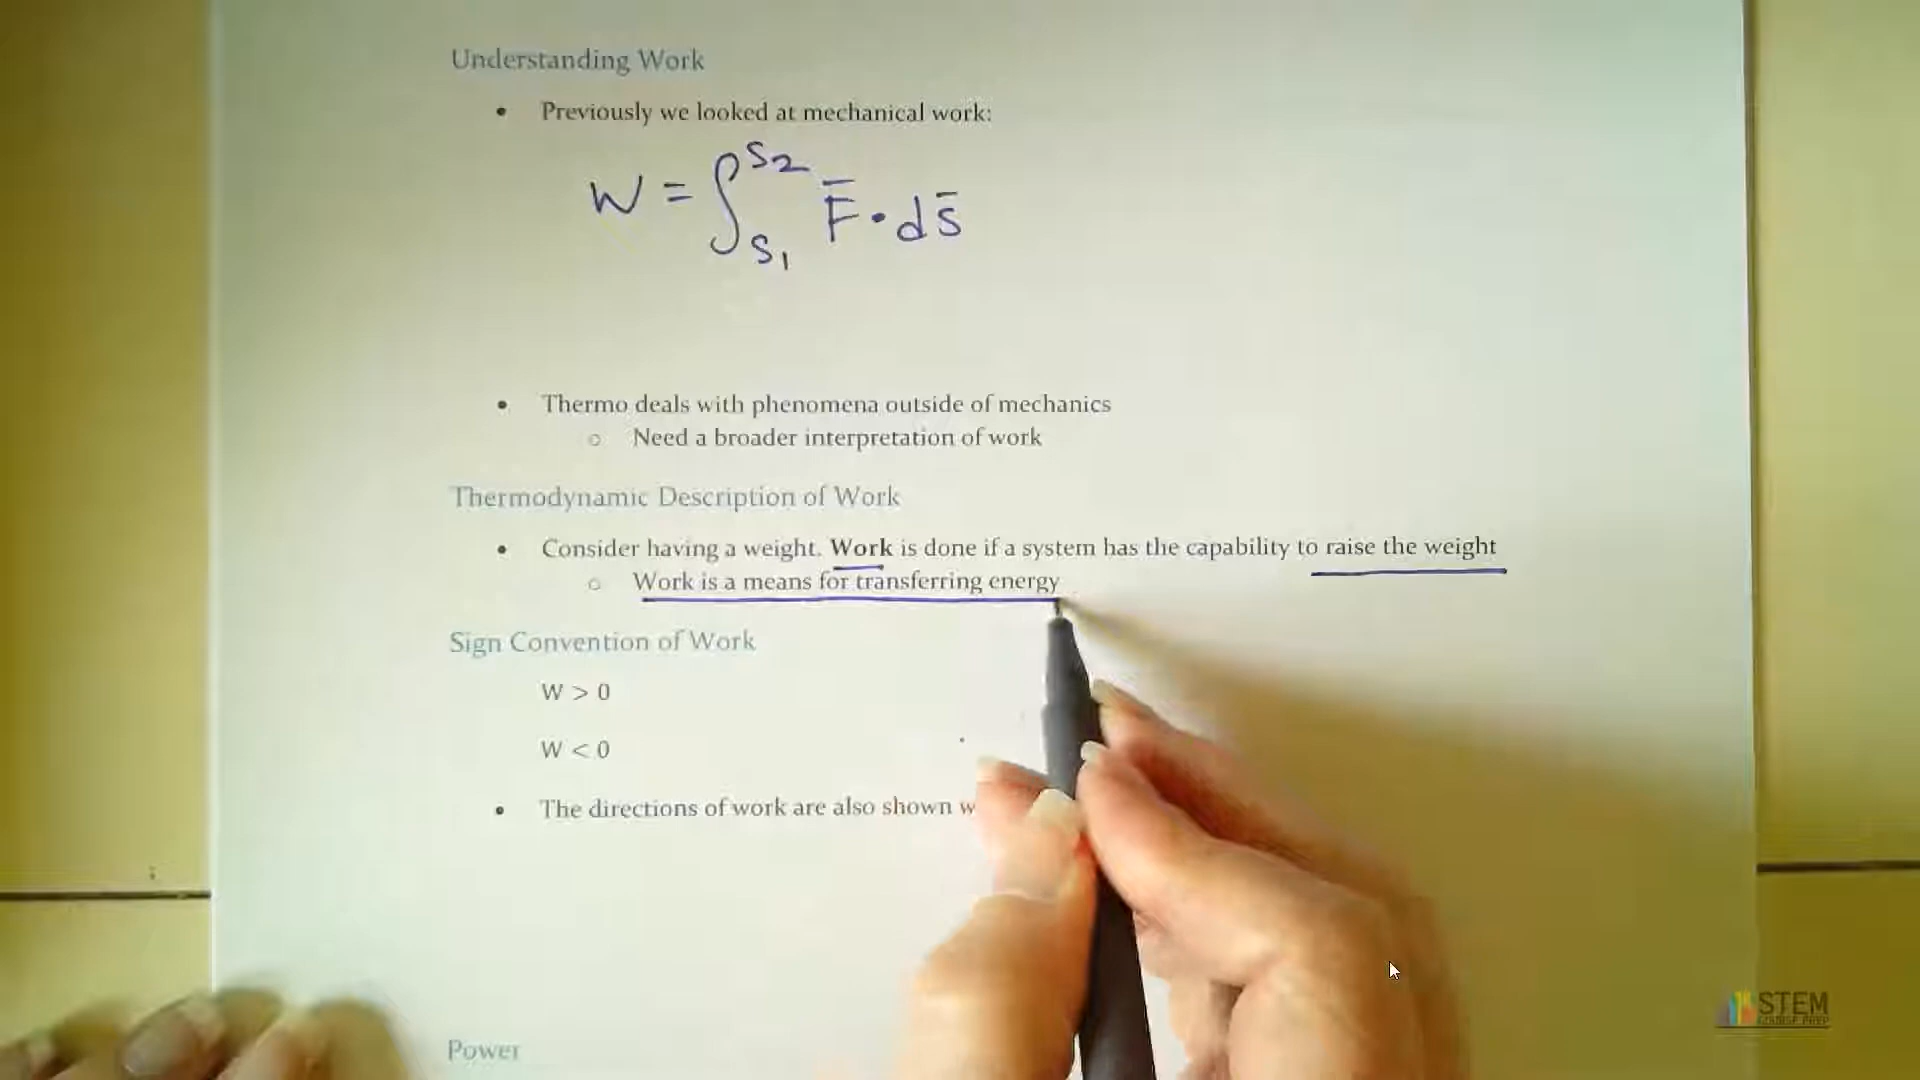 Understanding Work
• Previously we looked at mechanical work:
W = ∫_{S1}^{S2} F̄ • ds̄
• Thermo deals with phenomena outside of mechanics
○ Need a broader interpretation of work
Thermodynamic Description of Work
• Consider having a weight. Work is done if a system has the capability to raise the weight
○ Work is a means for transferring energy
Sign Convention of Work
W > 0
W < 0
• The directions of work are also shown w
Power
STEM